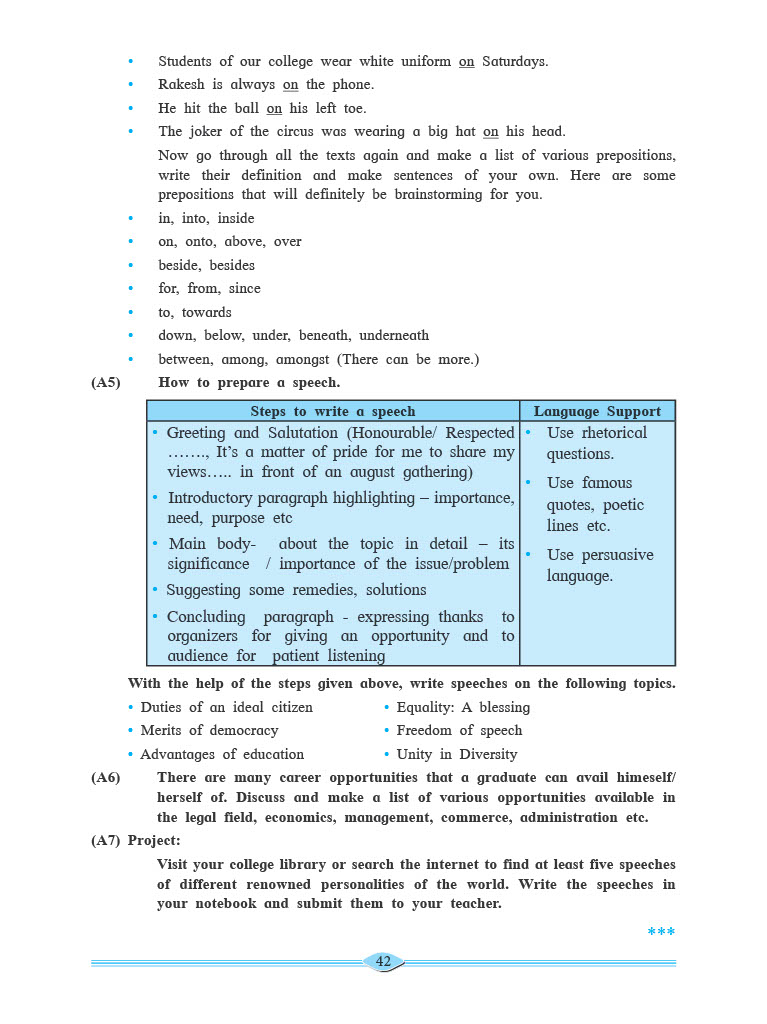 • Students of our college wear white uniform on Saturdays.
• Rakesh is always on the phone.
• He hit the ball on his left toe.
• The joker of the circus was wearing a big hat on his head.
Now go through all the texts again and make a list of various prepositions,
write their definition and make sentences of your own. Here are some
prepositions that will definitely be brainstorming for you.
• in, into, inside
• on, onto, above, over
• beside, besides
• for, from, since
• to, towards
• down, below, under, beneath, underneath
• between, among, amongst (There can be more.)
(A5) How to prepare a speech.
Steps to write a speech
• Greeting and Salutation (Honourable/ Respected
……., It's a matter of pride for me to share my
views….. in front of an august gathering)
• Introductory paragraph highlighting – importance,
need, purpose etc
• Main body- about the topic in detail – its
significance / importance of the issue/problem
• Suggesting some remedies, solutions
• Concluding paragraph - expressing thanks to
organizers for giving an opportunity and to
audience for patient listening
Language Support
• Use rhetorical
questions.
• Use famous
quotes, poetic
lines etc.
• Use persuasive
language.
With the help of the steps given above, write speeches on the following topics.
• Duties of an ideal citizen • Equality: A blessing
• Merits of democracy • Freedom of speech
• Advantages of education • Unity in Diversity
(A6) There are many career opportunities that a graduate can avail himeself/
herself of. Discuss and make a list of various opportunities available in
the legal field, economics, management, commerce, administration etc.
(A7) Project:
Visit your college library or search the internet to find at least five speeches
of different renowned personalities of the world. Write the speeches in
your notebook and submit them to your teacher.
***
42